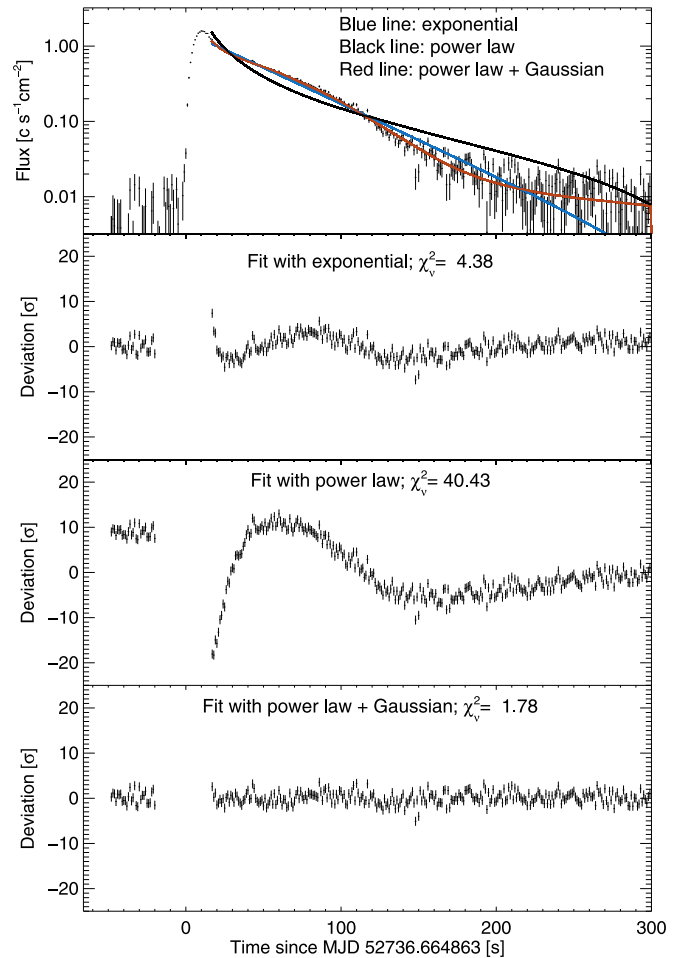 Blue line: exponential
Black line: power law
Red line: power law + Gaussian
Flux [c s⁻¹cm⁻²]
1.00
0.10
0.01
Fit with exponential; χ²ᵥ= 4.38
Deviation [σ]
20
10
0
−10
−20
Fit with power law; χ²ᵥ= 40.43
Deviation [σ]
20
10
0
−10
−20
Fit with power law + Gaussian; χ²ᵥ= 1.78
Deviation [σ]
20
10
0
−10
−20
0 100 200 300
Time since MJD 52736.664863 [s]